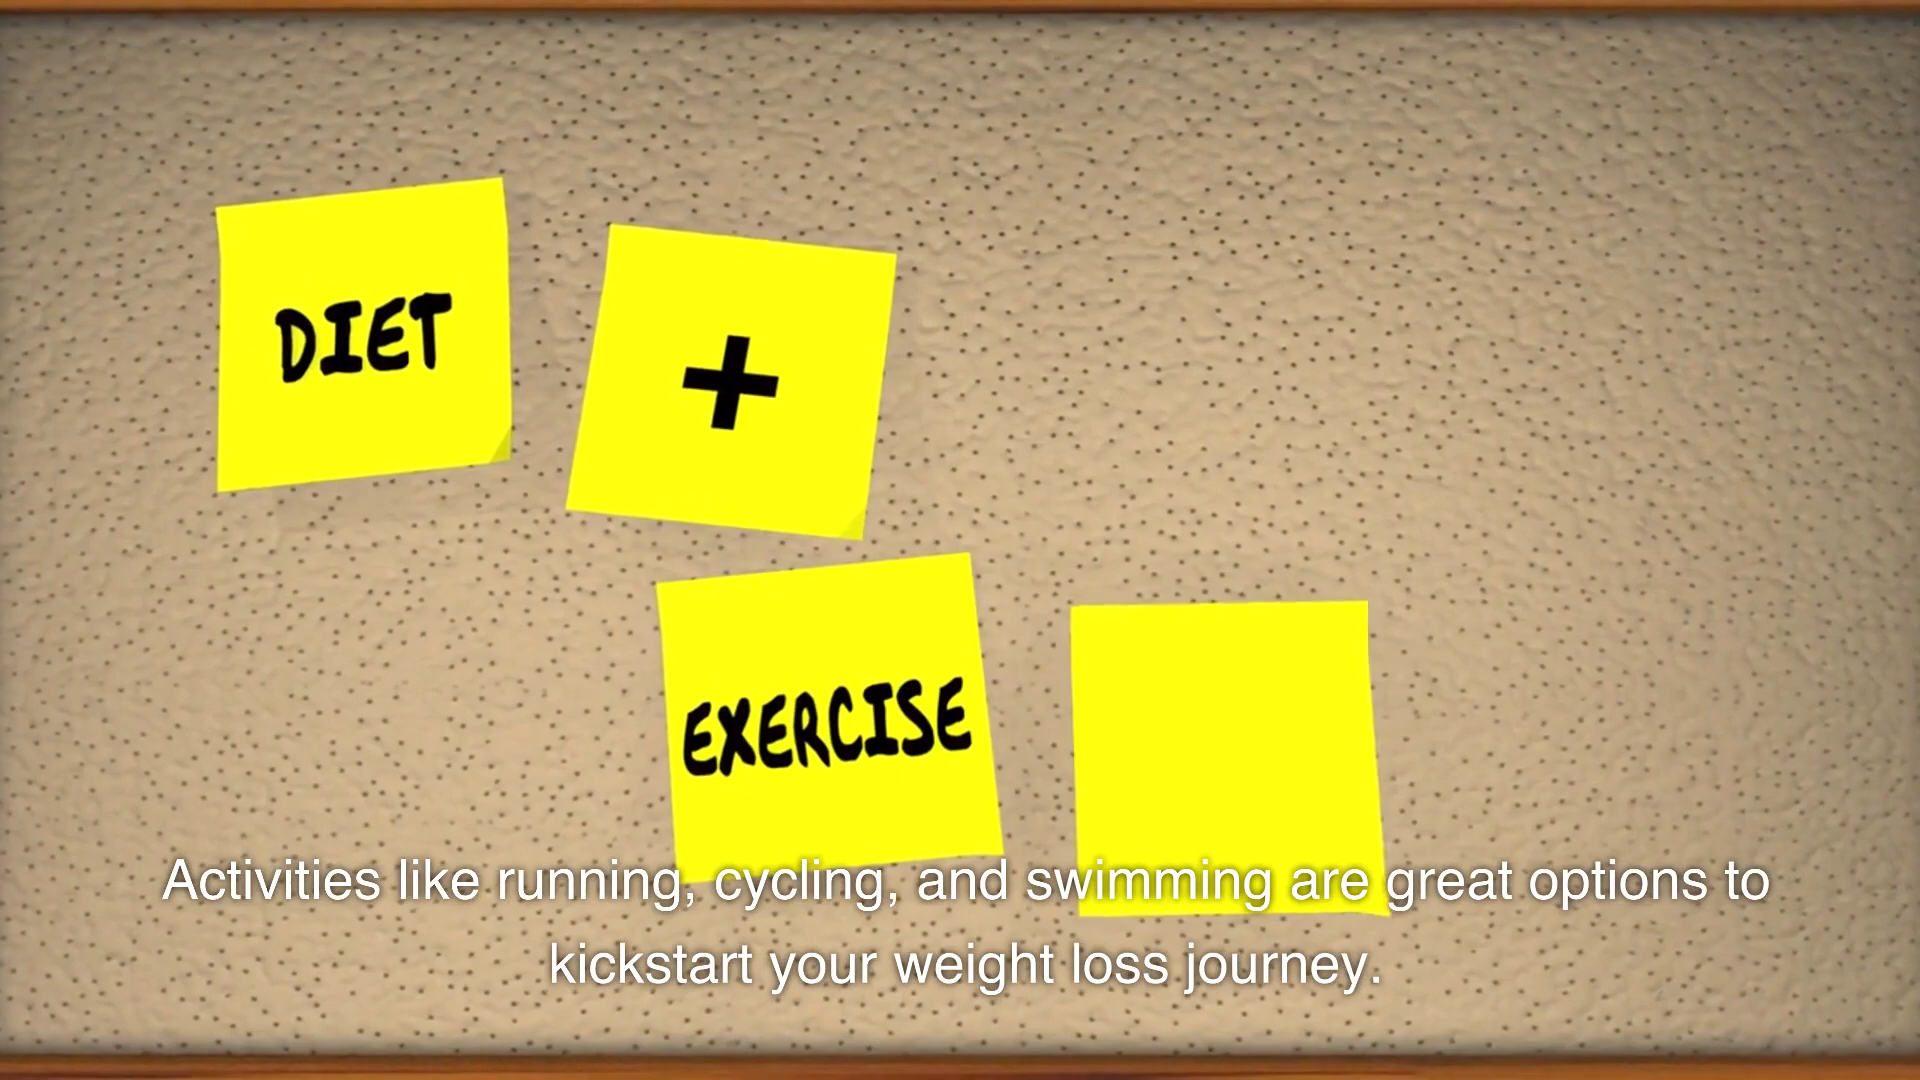 DIET
+
EXERCISE
Activities like running, cycling, and swimming are great options to
kickstart your weight loss journey.